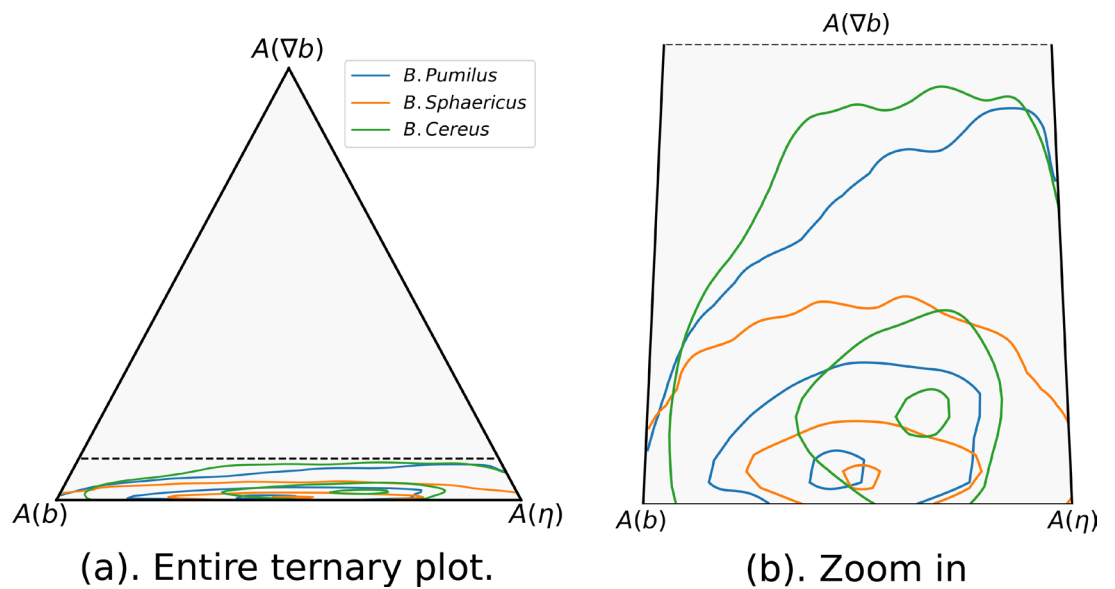 A(∇b)
B. Pumilus
B. Sphaericus
B. Cereus
A(b)
A(η)
(a). Entire ternary plot.
A(∇b)
A(b)
A(η)
(b). Zoom in